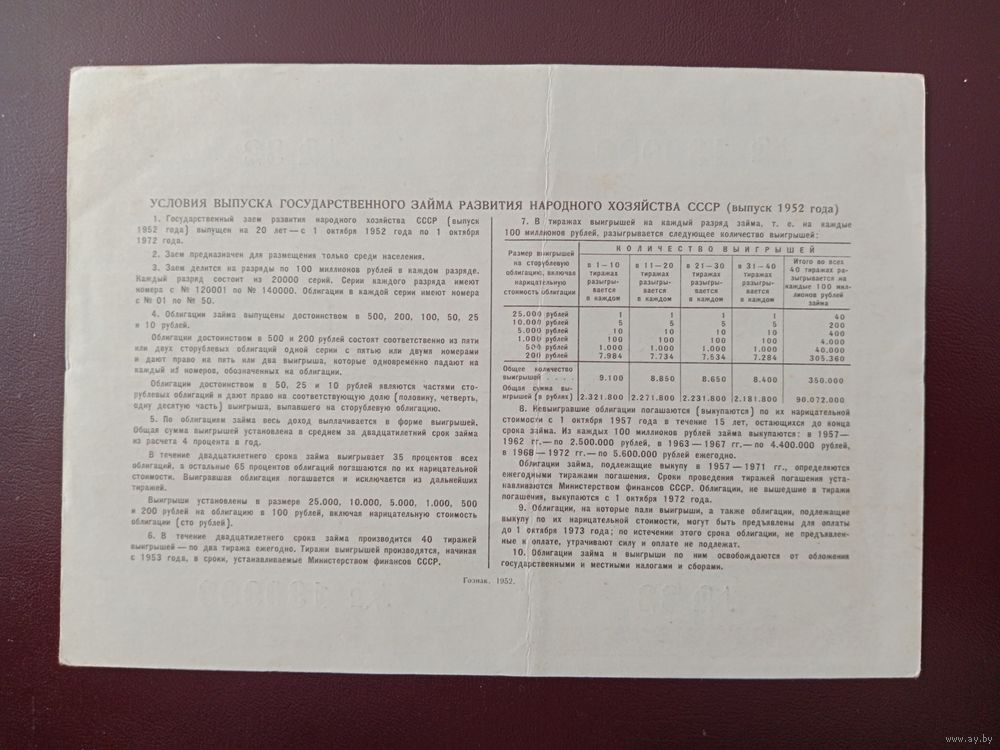 УСЛОВИЯ ВЫПУСКА ГОСУДАРСТВЕННОГО ЗАЙМА РАЗВИТИЯ НАРОДНОГО ХОЗЯЙСТВА СССР (выпуск 1952 года)
1. Государственный заем развития народного хозяйства СССР (выпуск
1952 года) выпущен на 20 лет — с 1 октября 1952 года по 1 октября
1972 года.
2. Заем предназначен для размещения только среди населения.
3. Заем делится на разряды по 100 миллионов рублей в каждом разряде.
Каждый разряд состоит из 20000 серий. Серии каждого разряда имеют
номера с № 120001 по № 140000. Облигации в каждой серии имеют номера
с № 01 по № 50.
4. Облигации займа выпущены достоинством в 500, 200, 100, 50, 25
и 10 рублей.
Облигации достоинством в 500 и 200 рублей состоят соответственно из пяти
или двух сторублевых облигаций одной серии с пятью или двумя номерами
и дают право на пять или два выигрыша, которые одновременно падают на
каждый из номеров, обозначенных на облигации.
Облигации достоинством в 50, 25 и 10 рублей являются частями сто-
рублевых облигаций и дают право на соответствующую долю (половину, четверть,
одну десятую часть) выигрыша, выпавшего на сторублевую облигацию.
5. По облигациям займа весь доход выплачивается в форме выигрышей.
Общая сумма выигрышей установлена в среднем за двадцатилетний срок займа
из расчета 4 процента в год.
В течение двадцатилетнего срока займа выигрывает 35 процентов всех
облигаций, а остальные 65 процентов облигаций погашаются по их нарицательной
стоимости. Выигравшая облигация погашается и исключается из дальнейших
тиражей.
Выигрыши установлены в размере 25.000, 10.000, 5.000, 1.000, 500
и 200 рублей на облигацию в 100 рублей, включая нарицательную стоимость
облигации (сто рублей).
6. В течение двадцатилетнего срока займа производится 40 тиражей
выигрышей — по два тиража ежегодно. Тиражи выигрышей производятся, начиная
с 1953 года, в сроки, устанавливаемые Министерством финансов СССР.
7. В тиражах выигрышей на каждый разряд займа, т. е. на каждые
100 миллионов рублей, разыгрывается следующее количество выигрышей:
Размер выигрышей на сторублевую облигацию, включая нарицательную стоимость облигации
КОЛИЧЕСТВО ВЫИГРЫШЕЙ
в 1—10 тиражах разыгры- вается в каждом
в 11—20 тиражах разыгры- вается в каждом
в 21—30 тиражах разыгры- вается в каждом
в 31—40 тиражах разыгры- вается в каждом
Итого во всех 40 тиражах ра- зыгрывается на каждые 100 мил- лионов рублей займа
25.000 рублей 1 1 1 1 40
10.000 рублей 5 5 5 5 200
5.000 рублей 10 10 10 10 400
1.000 рублей 100 100 100 100 4.000
500 рублей 1.000 1.000 1.000 1.000 40.000
200 рублей 7.984 7.734 7.534 7.284 305.360
Общее количество
выигрышей . . . . 9.100 8.850 8.650 8.400 350.000
Общая сумма вы-
игрышей (в рублях) 2.321.800 2.271.800 2.231.800 2.181.800 90.072.000
8. Невыигравшие облигации погашаются (выкупаются) по их нарицательной
стоимости с 1 октября 1957 года в течение 15 лет, остающихся до конца
срока займа. Из каждых 100 миллионов рублей займа выкупаются: в 1957—
1962 гг.— по 2.500.000 рублей, в 1963—1967 гг.— по 4.400.000 рублей,
в 1968—1972 гг.— по 5.600.000 рублей ежегодно.
Облигации займа, подлежащие выкупу в 1957—1971 гг., определяются
ежегодными тиражами погашения. Сроки проведения тиражей погашения уста-
навливаются Министерством финансов СССР. Облигации, не вышедшие в тиражи
погашения, выкупаются с 1 октября 1972 года.
9. Облигации, на которые пали выигрыши, а также облигации, подлежащие
выкупу по их нарицательной стоимости, могут быть предъявлены для оплаты
до 1 октября 1973 года; по истечении этого срока облигации, не предъявлен-
ные к оплате, утрачивают силу и оплате не подлежат.
10. Облигации займа и выигрыши по ним освобождаются от обложения
государственными и местными налогами и сборами.
Гознак. 1952.
www.ay.by